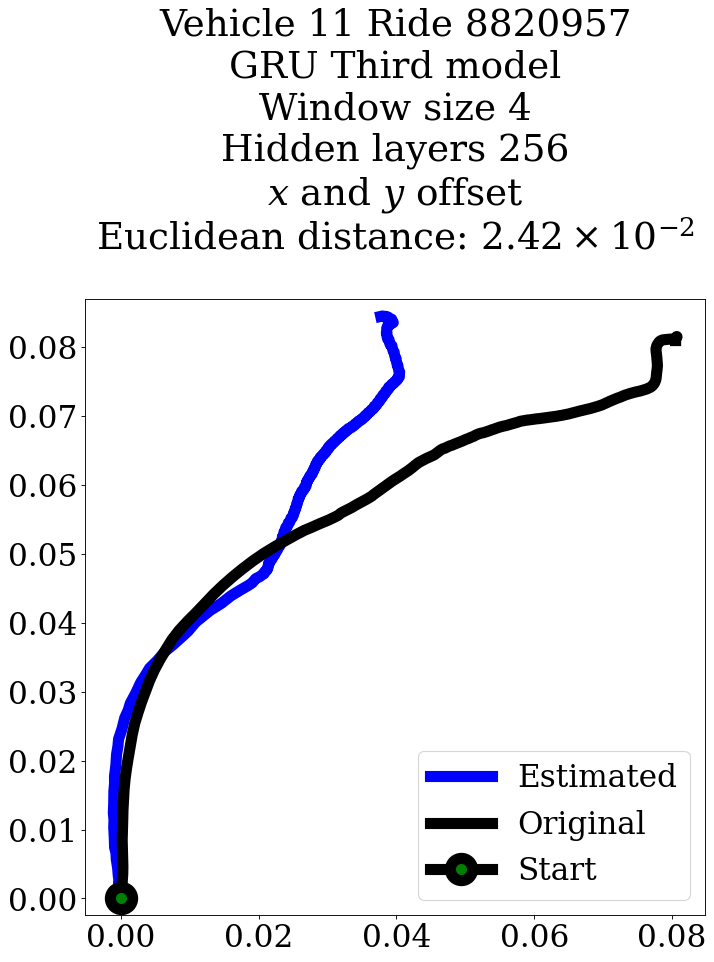 Vehicle 11 Ride 8820957
GRU Third model
Window size 4
Hidden layers 256
x and y offset
Euclidean distance: 2.42 × 10⁻²
0.08
0.07
0.06
0.05
0.04
0.03
0.02
0.01
0.00
Estimated
Original
Start
0.00 0.02 0.04 0.06 0.08